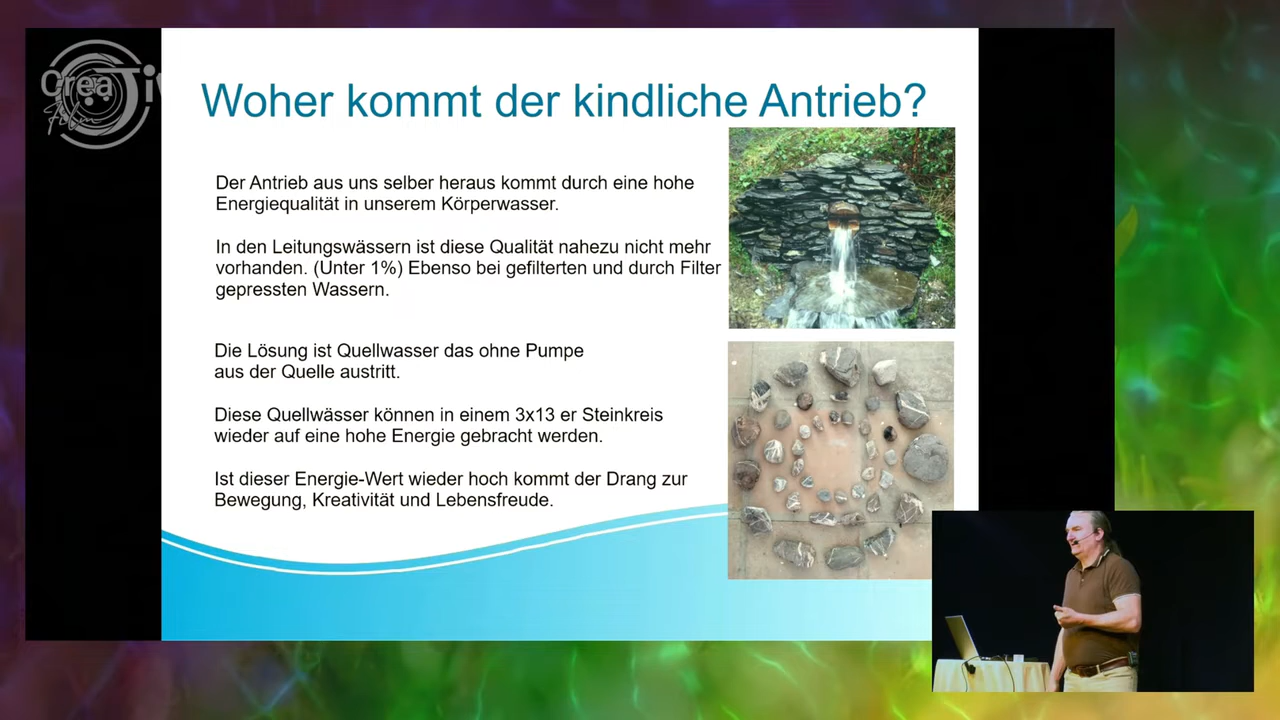 Crea
Film
Woher kommt der kindliche Antrieb?
Der Antrieb aus uns selber heraus kommt durch eine hohe
Energiequalität in unserem Körperwasser.
In den Leitungswässern ist diese Qualität nahezu nicht mehr
vorhanden. (Unter 1%) Ebenso bei gefilterten und durch Filter
gepressten Wassern.
Die Lösung ist Quellwasser das ohne Pumpe
aus der Quelle austritt.
Diese Quellwässer können in einem 3x13 er Steinkreis
wieder auf eine hohe Energie gebracht werden.
Ist dieser Energie-Wert wieder hoch kommt der Drang zur
Bewegung, Kreativität und Lebensfreude.